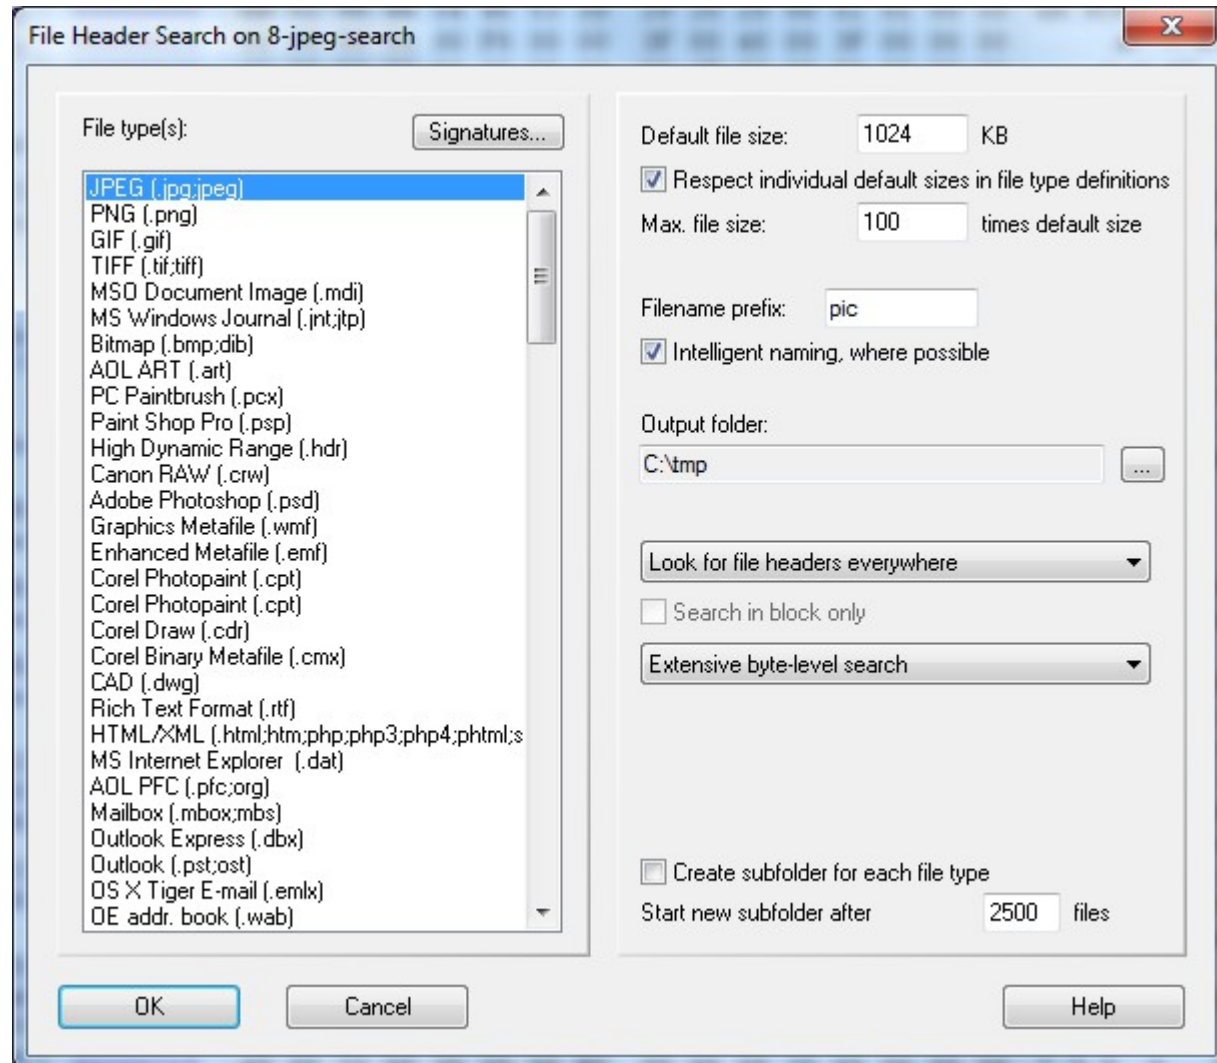 File Header Search on 8-jpeg-search
File type(s):
Signatures...
JPEG (.jpg;jpeg)
PNG (.png)
GIF (.gif)
TIFF (.tif;tiff)
MSO Document Image (.mdi)
MS Windows Journal (.jnt;jtp)
Bitmap (.bmp;dib)
AOL ART (.art)
PC Paintbrush (.pcx)
Paint Shop Pro (.psp)
High Dynamic Range (.hdr)
Canon RAW (.crw)
Adobe Photoshop (.psd)
Graphics Metafile (.wmf)
Enhanced Metafile (.emf)
Corel Photopaint (.cpt)
Corel Photopaint (.cpt)
Corel Draw (.cdr)
Corel Binary Metafile (.cmx)
CAD (.dwg)
Rich Text Format (.rtf)
HTML/XML (.html;htm;php;php3;php4;phtml;s
MS Internet Explorer (.dat)
AOL PFC (.pfc;org)
Mailbox (.mbox;mbs)
Outlook Express (.dbx)
Outlook (.pst;ost)
OS X Tiger E-mail (.emlx)
OE addr. book (.wab)
Default file size: 1024 KB
Respect individual default sizes in file type definitions
Max. file size: 100 times default size
Filename prefix: pic
Intelligent naming, where possible
Output folder:
C:\tmp
...
Look for file headers everywhere
Search in block only
Extensive byte-level search
Create subfolder for each file type
Start new subfolder after 2500 files
OK
Cancel
Help